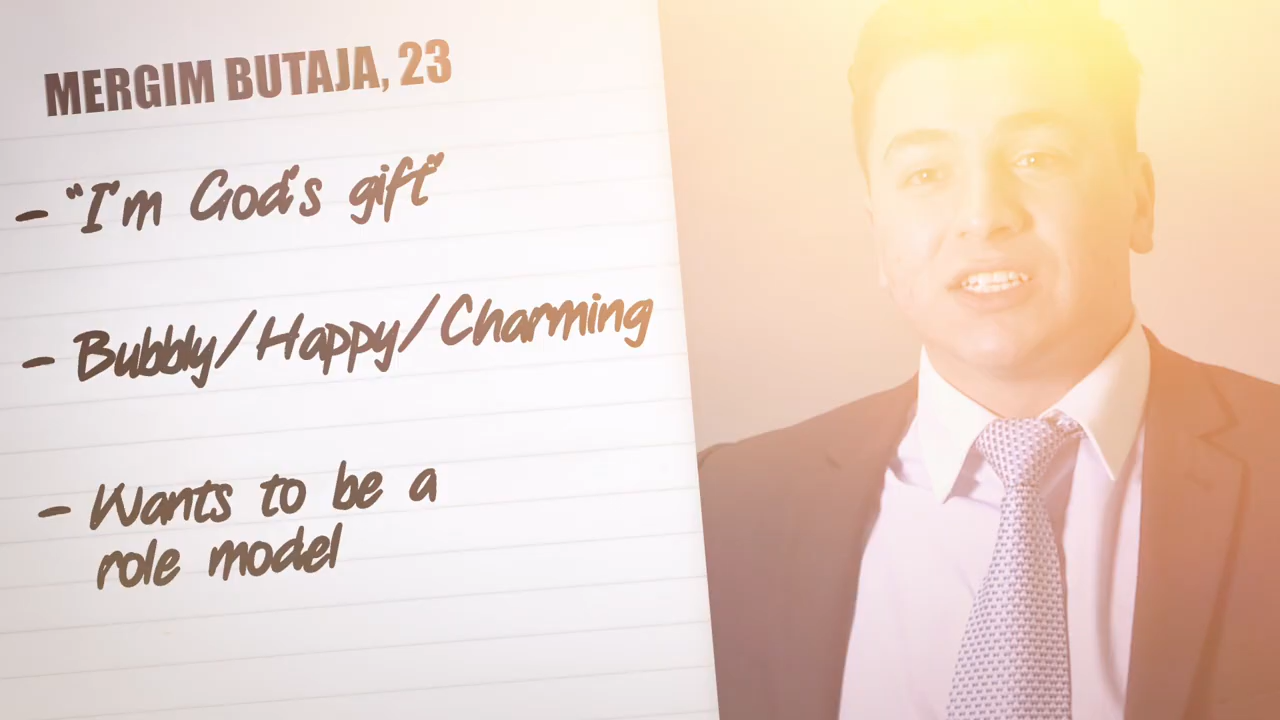 MERGIM BUTAJA, 23
- "I'm God's gift"
- Bubbly/Happy/Charming
- Wants to be a
role model